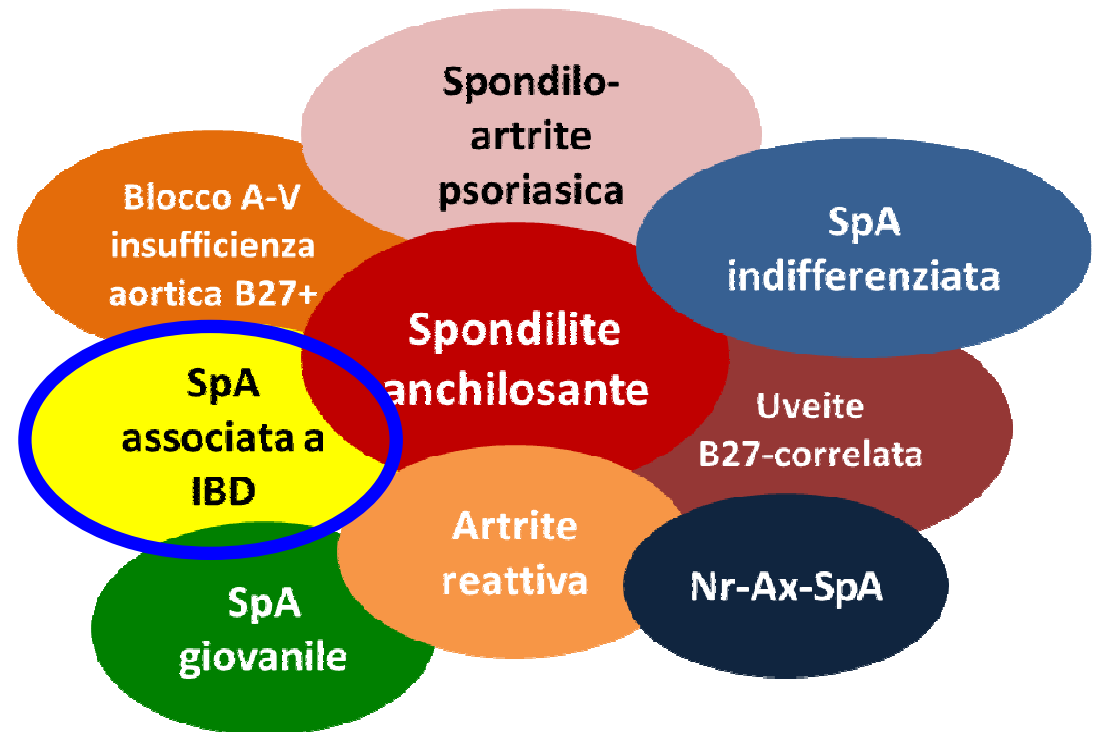 Spondilo-
artrite
psoriasica
Blocco A-V
insufficienza
aortica B27+
SpA
indifferenziata
Spondilite
anchilosante
SpA
associata a
IBD
Uveite
B27-correlata
Artrite
reattiva
Nr-Ax-SpA
SpA
giovanile